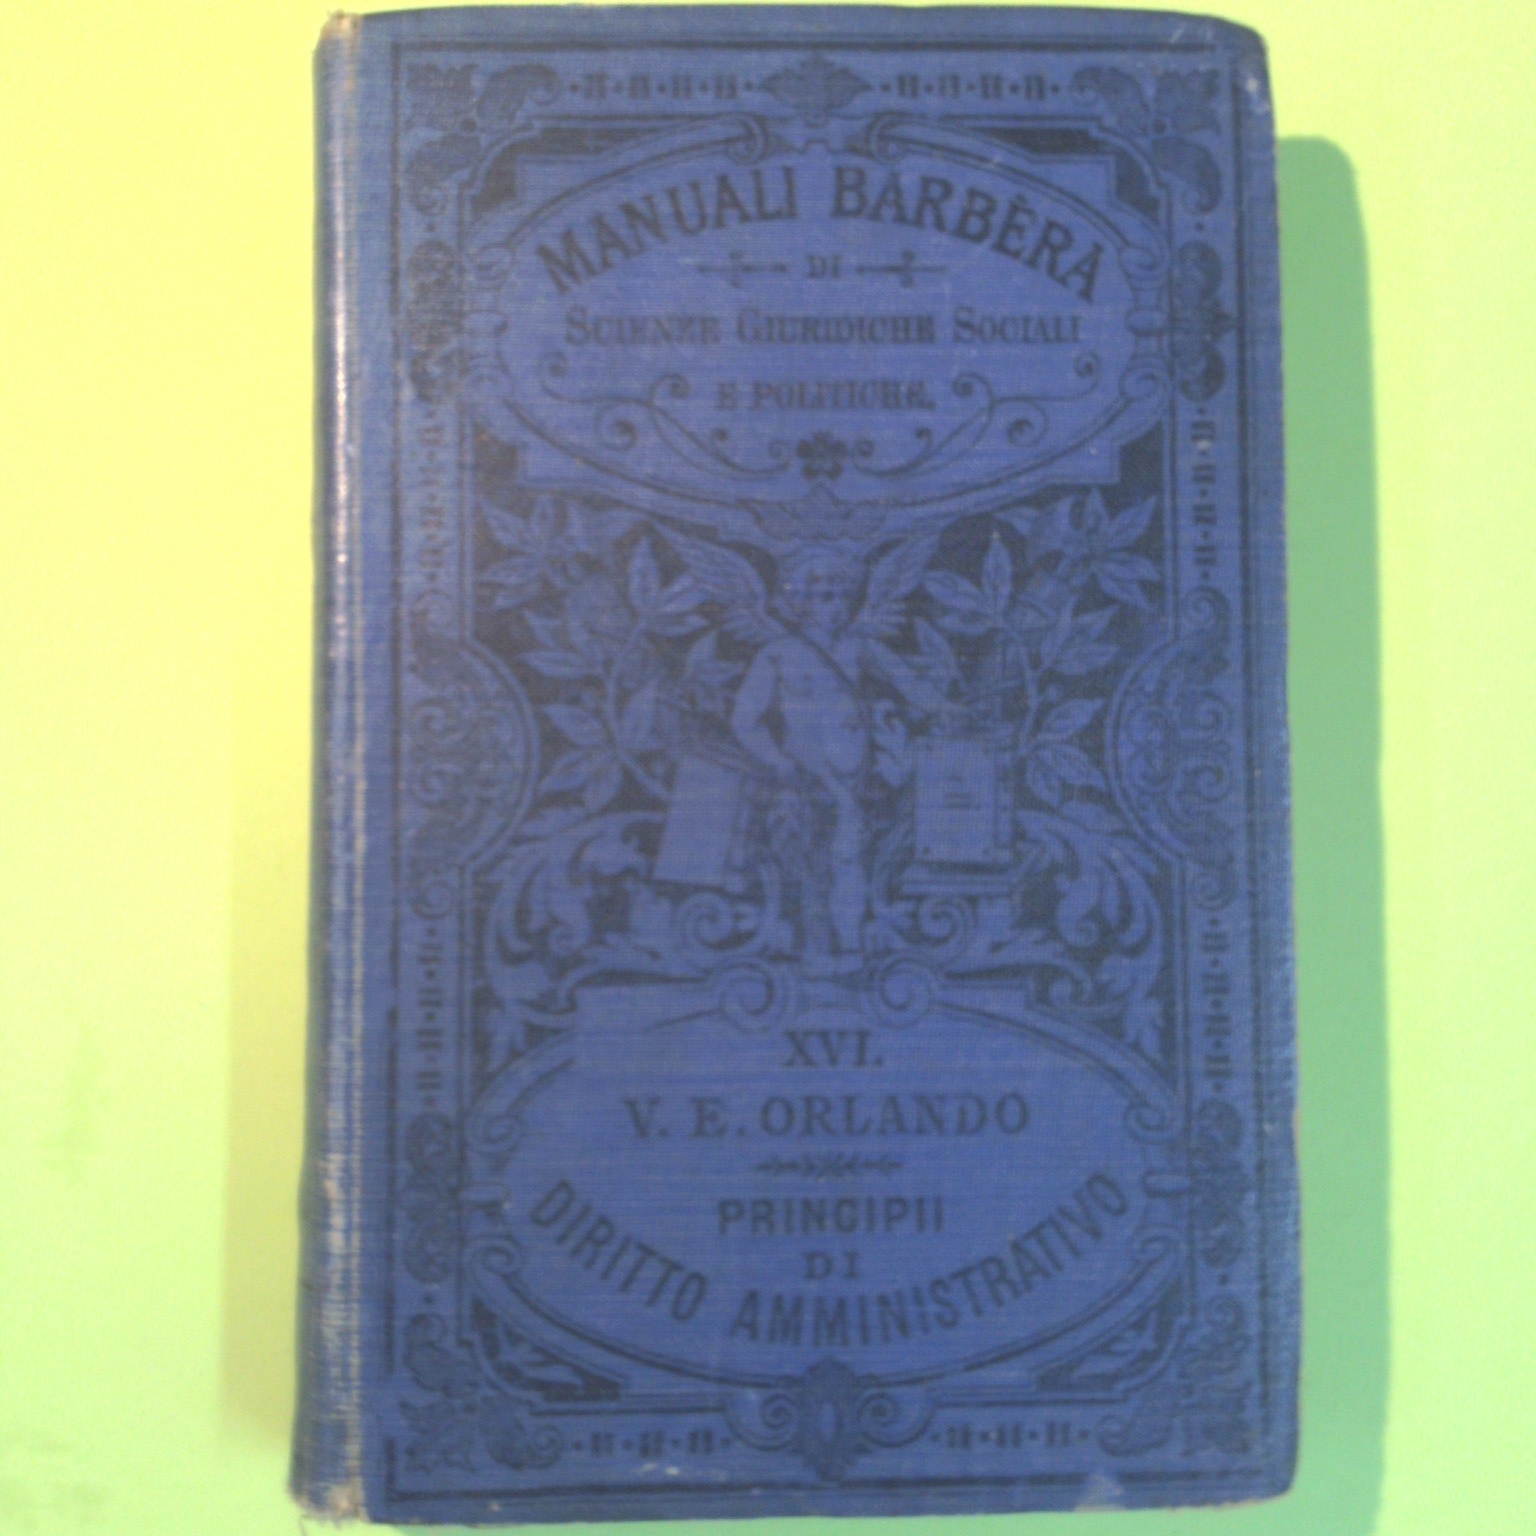 MANUALI BARBÈRA
DI
SCIENZE GIURIDICHE SOCIALI
E POLITICHE.
XVI.
V. E. ORLANDO
PRINCIPII
DI
DIRITTO AMMINISTRATIVO